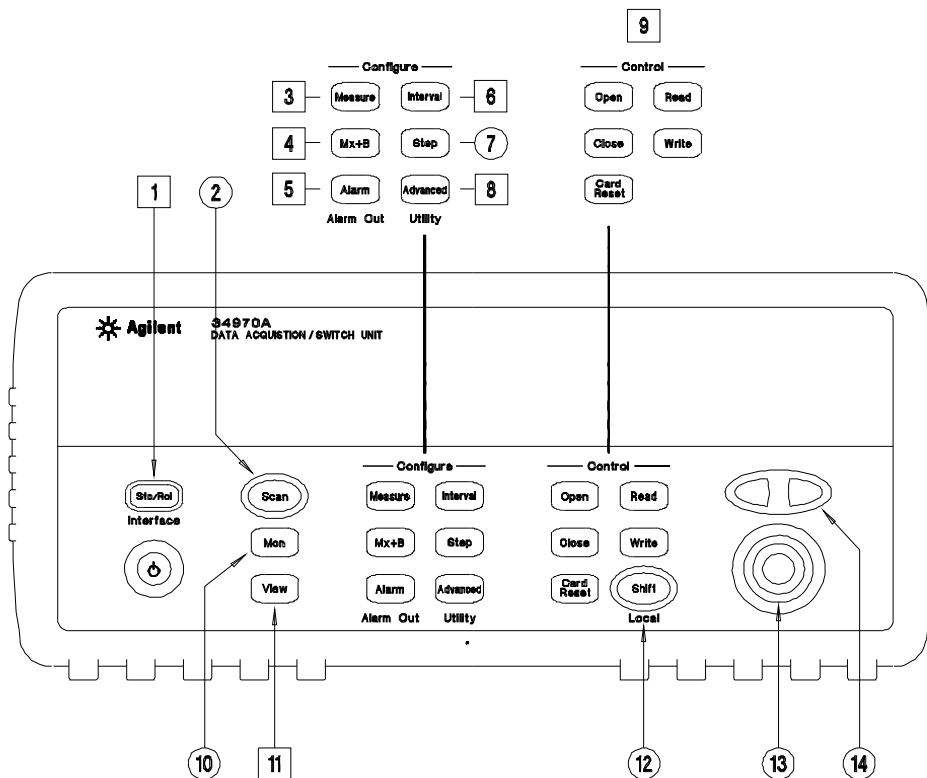 9
Configure
Control
3
Measure
Interval
6
Open
Read
4
Mx+B
Step
7
Close
Write
5
Alarm
Advanced
8
Card
Reset
Alarm Out
Utility
1
2
Agilent
34970A
DATA ACQUISTION / SWITCH UNIT
Configure
Control
Sto/Rcl
Interface
Scan
Measure
Interval
Open
Read
Mon
Mx+B
Step
Close
Write
View
Alarm
Advanced
Card
Reset
Shift
Alarm Out
Utility
Local
10
11
12
13
14